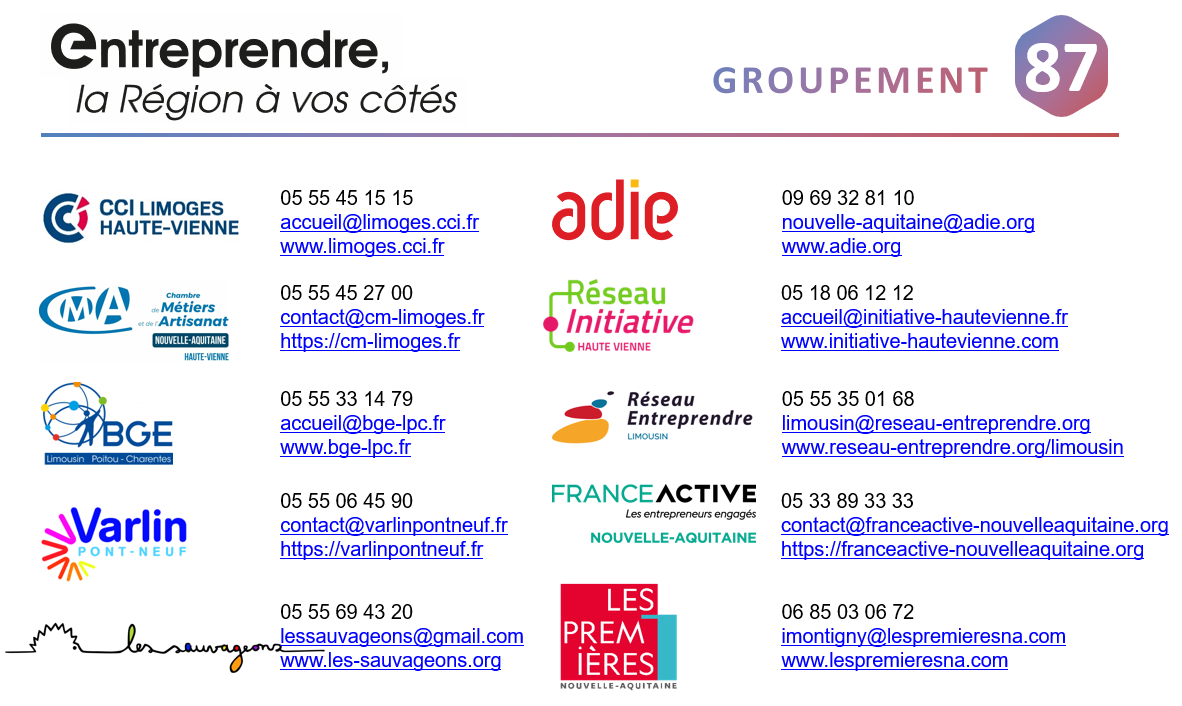 entreprendre,
la Région à vos côtés
GROUPEMENT 87
CCI LIMOGES
HAUTE-VIENNE
05 55 45 15 15
accueil@limoges.cci.fr
www.limoges.cci.fr
adie
09 69 32 81 10
nouvelle-aquitaine@adie.org
www.adie.org
CMA
Chambre
de Métiers
et de l'Artisanat
NOUVELLE-AQUITAINE
HAUTE-VIENNE
05 55 45 27 00
contact@cm-limoges.fr
https://cm-limoges.fr
Réseau
Initiative
HAUTE VIENNE
05 18 06 12 12
accueil@initiative-hautevienne.fr
www.initiative-hautevienne.com
BGE
Limousin Poitou - Charentes
05 55 33 14 79
accueil@bge-lpc.fr
www.bge-lpc.fr
Réseau
Entreprendre
LIMOUSIN
05 55 35 01 68
limousin@reseau-entreprendre.org
www.reseau-entreprendre.org/limousin
Varlin
PONT-NEUF
05 55 06 45 90
contact@varlinpontneuf.fr
https://varlinpontneuf.fr
FRANCE ACTIVE
Les entrepreneurs engagés
NOUVELLE-AQUITAINE
05 33 89 33 33
contact@franceactive-nouvelleaquitaine.org
https://franceactive-nouvelleaquitaine.org
les sauvageons
05 55 69 43 20
lessauvageons@gmail.com
www.les-sauvageons.org
LES
PREM
IÈRES
NOUVELLE-AQUITAINE
06 85 03 06 72
imontigny@lespremieresna.com
www.lespremieresna.com